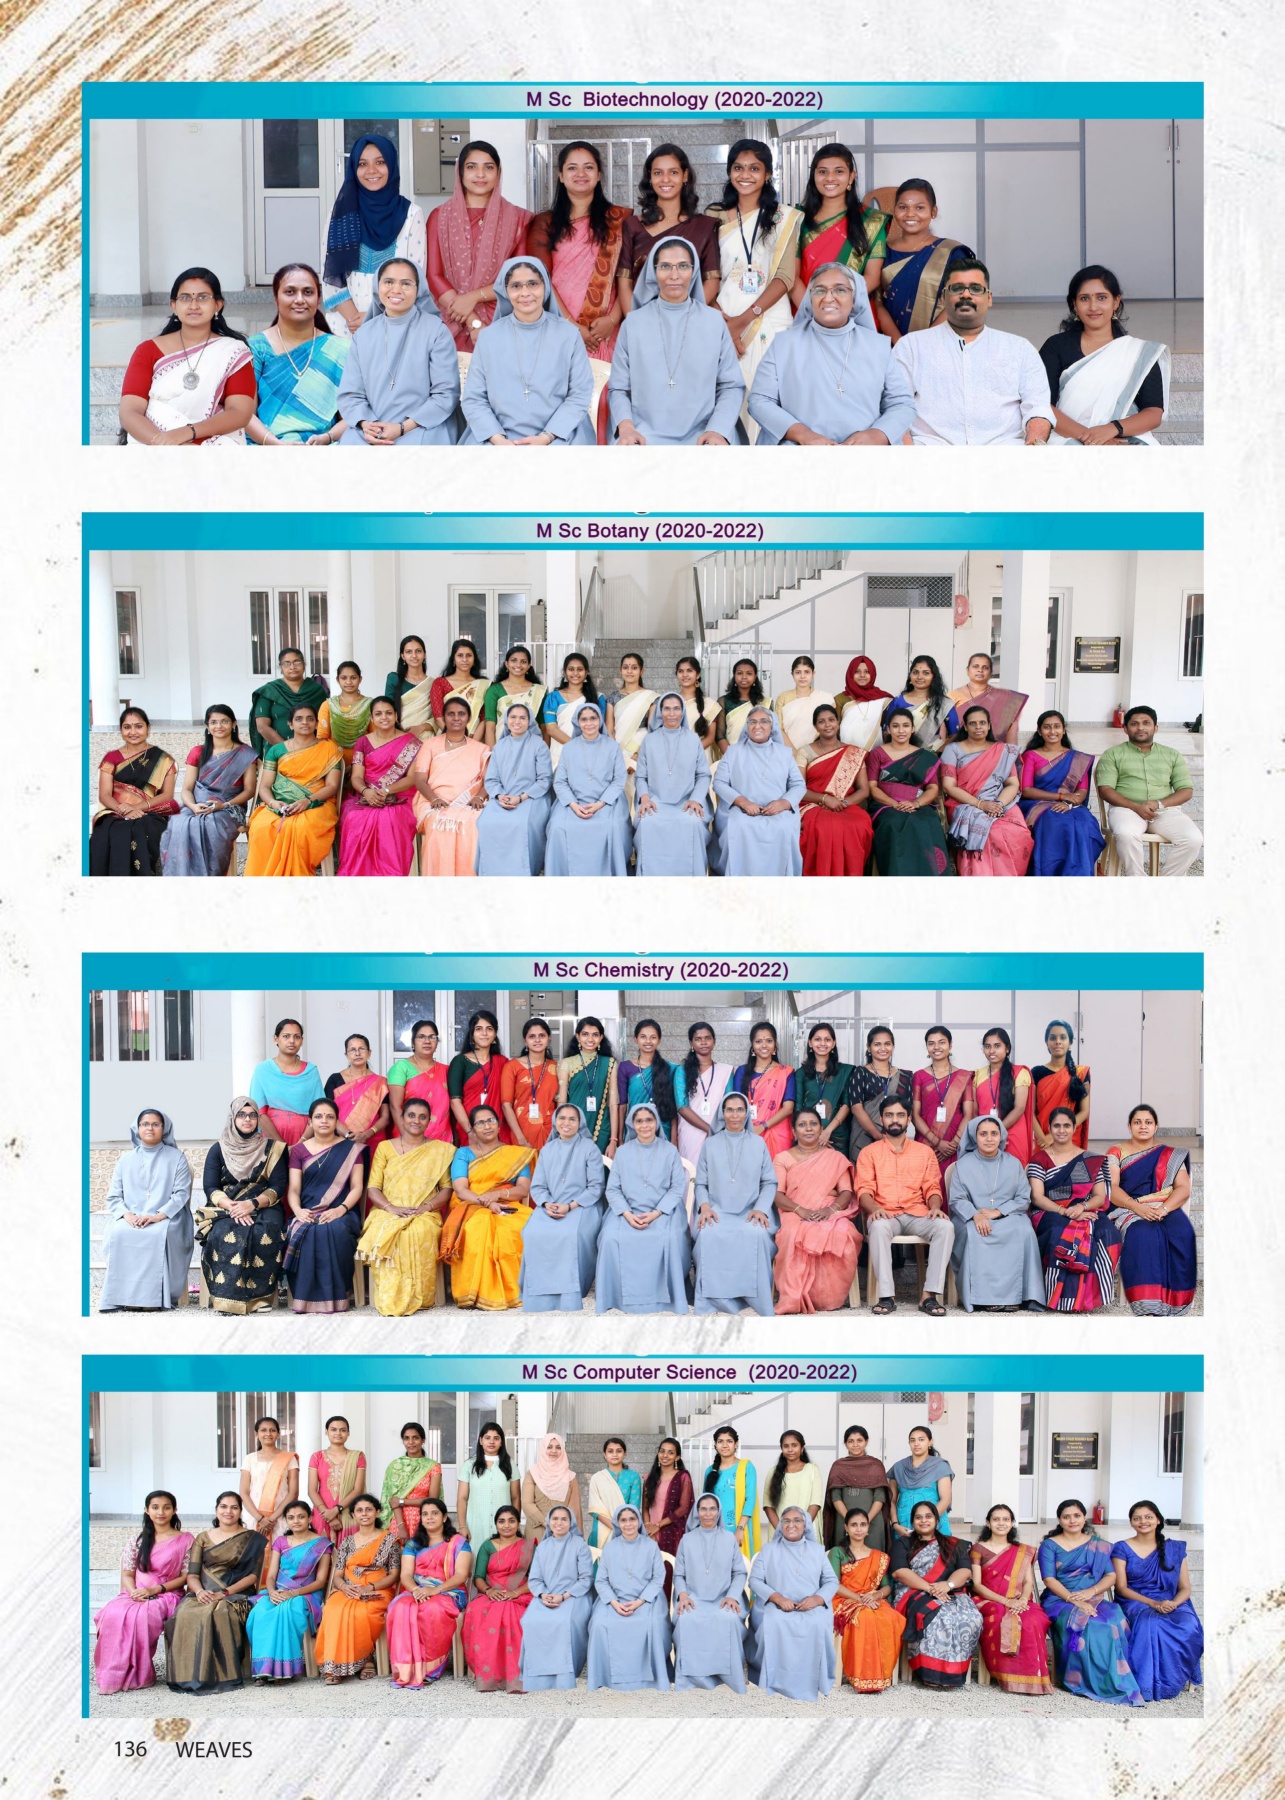 M Sc Biotechnology (2020-2022)
M Sc Botany (2020-2022)
M Sc Chemistry (2020-2022)
M Sc Computer Science (2020-2022)
136 WEAVES